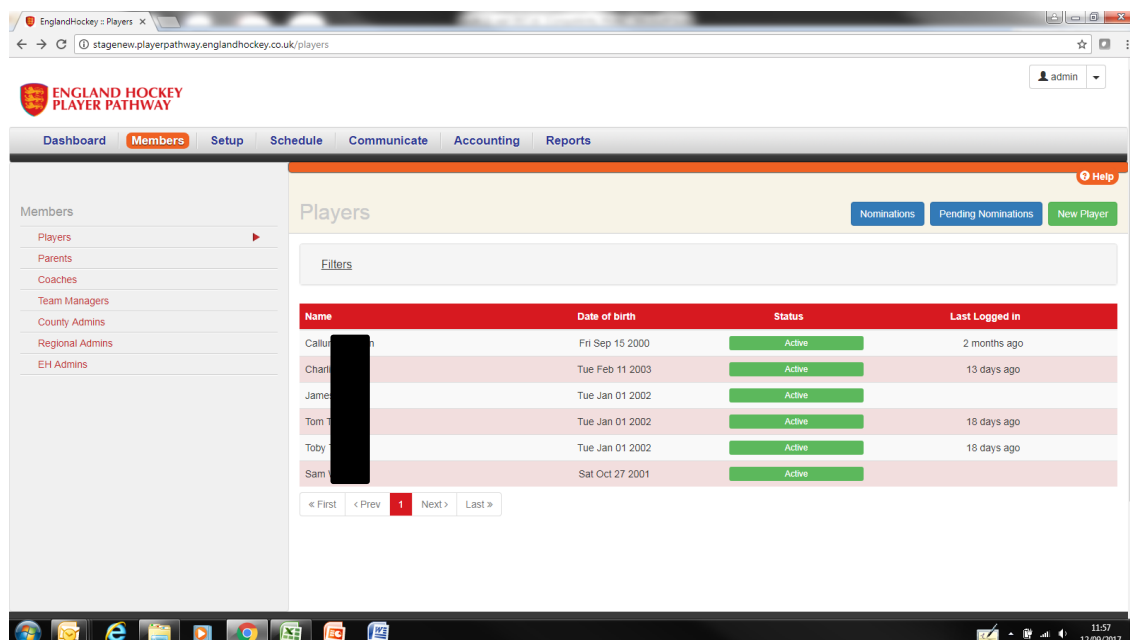 EnglandHockey :: Players
stagenew.playerpathway.englandhockey.co.uk/players
admin
ENGLAND HOCKEY
PLAYER PATHWAY
Dashboard Members Setup Schedule Communicate Accounting Reports
Help
Members
Players
Parents
Coaches
Team Managers
County Admins
Regional Admins
EH Admins
Players
Nominations Pending Nominations New Player
Filters
Name Date of birth Status Last Logged in
Fri Sep 15 2000 Active 2 months ago
Tue Feb 11 2003 Active 13 days ago
Tue Jan 01 2002 Active
Tom Tue Jan 01 2002 Active 18 days ago
Toby Tue Jan 01 2002 Active 18 days ago
Sam Sat Oct 27 2001 Active
« First ‹ Prev 1 Next › Last »
11:57
12/09/2017